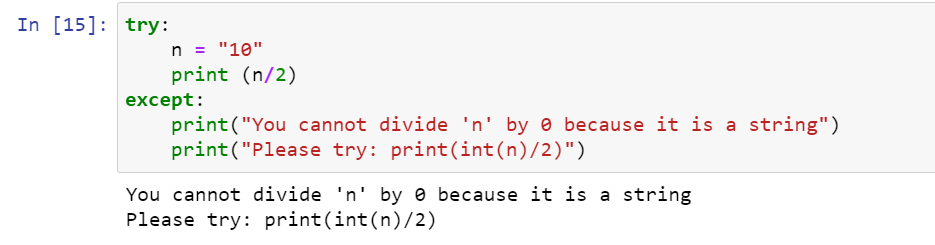 In [15]: try:
    n = "10"
    print (n/2)
except:
    print("You cannot divide 'n' by 0 because it is a string")
    print("Please try: print(int(n)/2)")
You cannot divide 'n' by 0 because it is a string
Please try: print(int(n)/2)